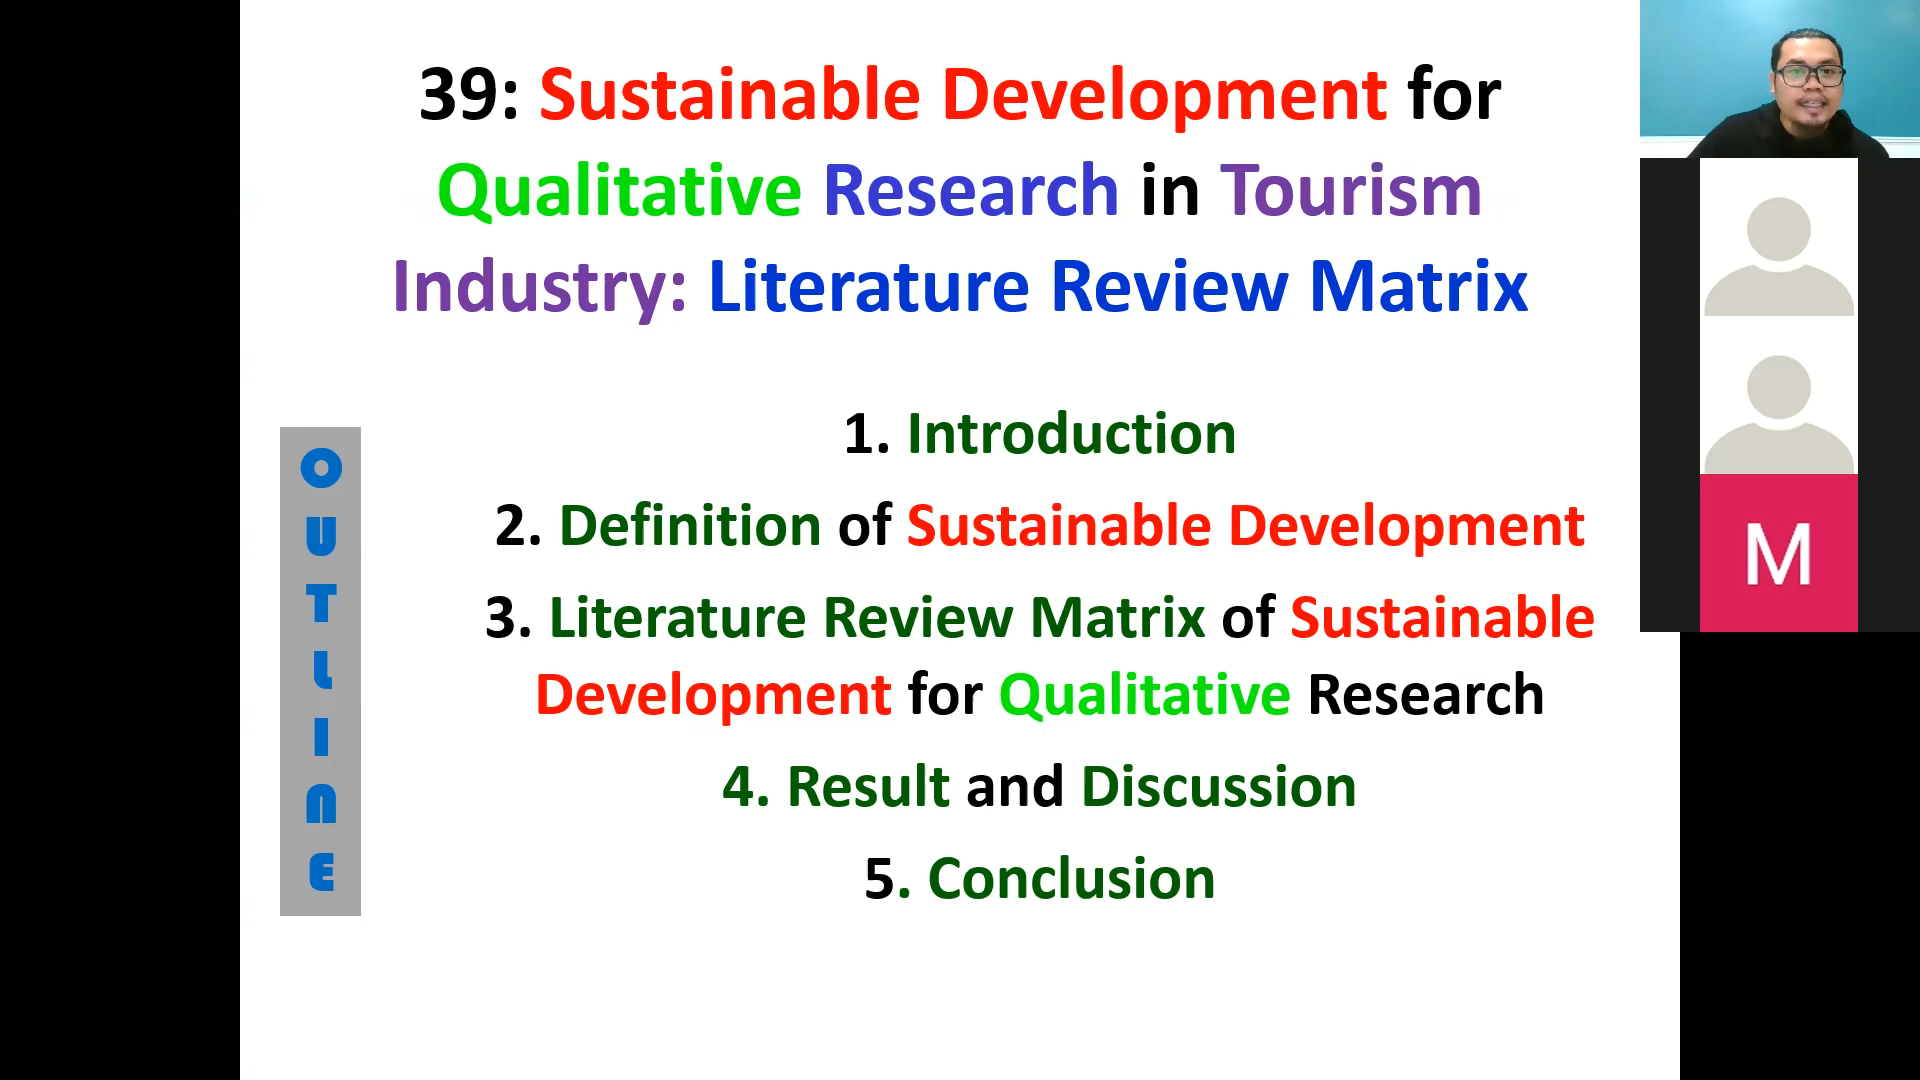 39: Sustainable Development for
Qualitative Research in Tourism
Industry: Literature Review Matrix
OUTLINE
1. Introduction
2. Definition of Sustainable Development
3. Literature Review Matrix of Sustainable
Development for Qualitative Research
4. Result and Discussion
5. Conclusion
M